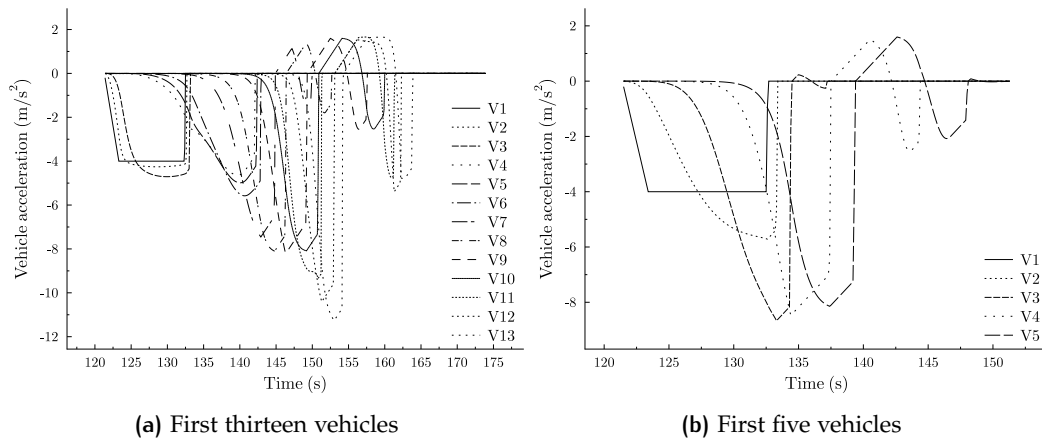 2
0
-2
-4
-6
-8
-10
-12
Vehicle acceleration (m/s²)
120 125 130 135 140 145 150 155 160 165 170 175
Time (s)
V1
V2
V3
V4
V5
V6
V7
V8
V9
V10
V11
V12
V13
(a) First thirteen vehicles
2
0
-2
-4
-6
-8
Vehicle acceleration (m/s²)
120 125 130 135 140 145 150
Time (s)
V1
V2
V3
V4
V5
(b) First five vehicles